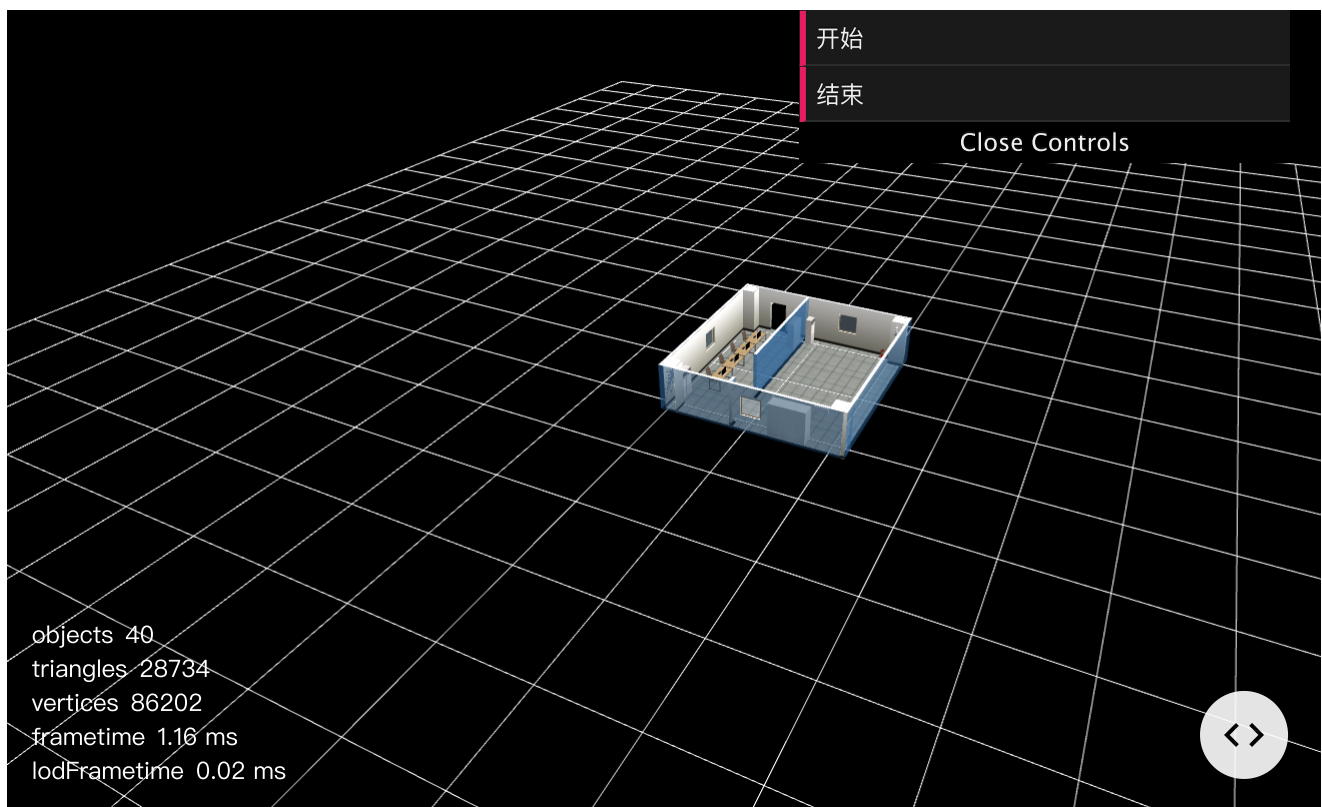 开始
结束
Close Controls
objects 40
triangles 28734
vertices 86202
frametime 1.16 ms
lodFrametime 0.02 ms